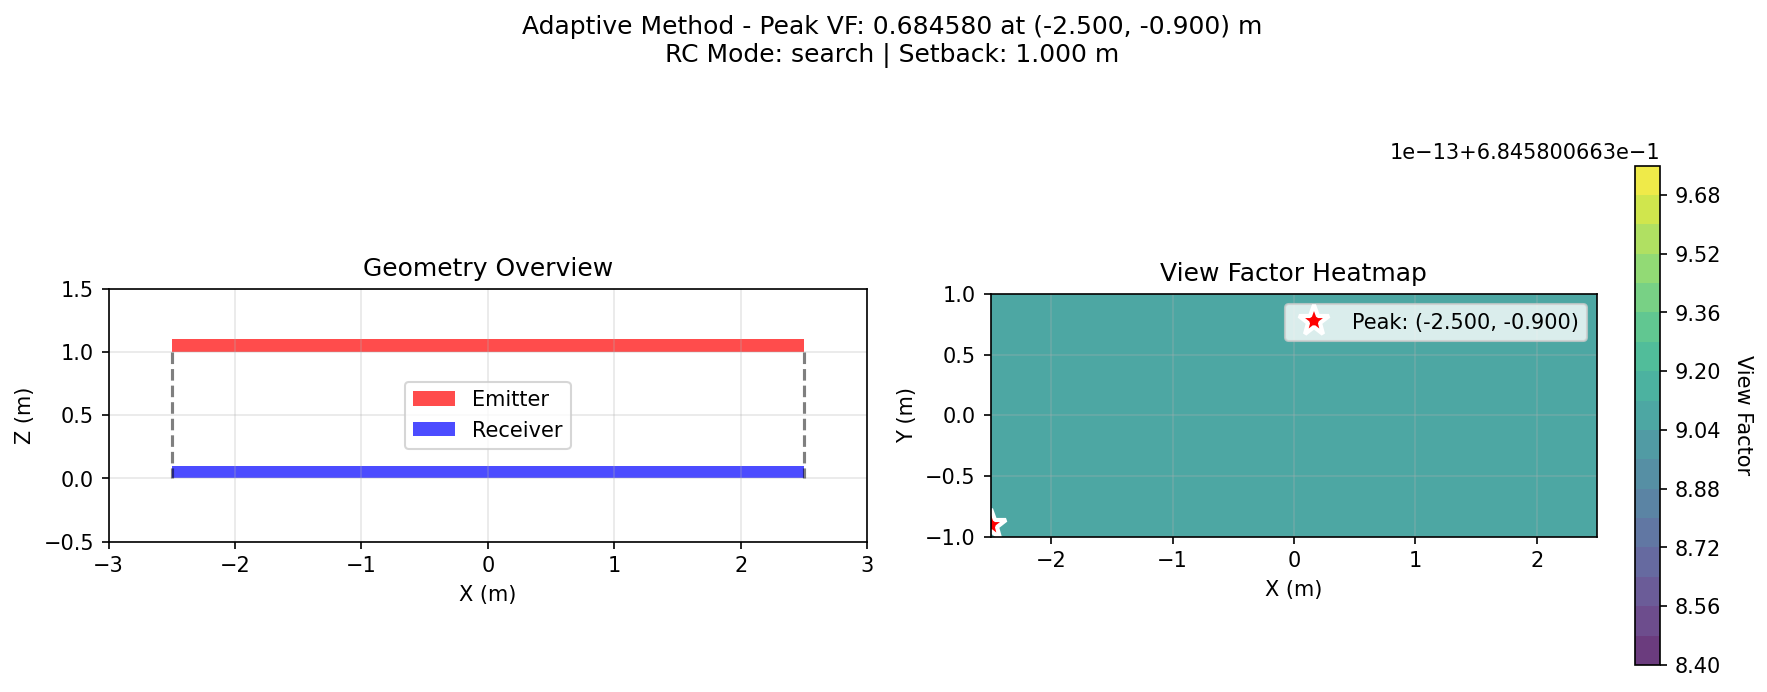 Adaptive Method - Peak VF: 0.684580 at (-2.500, -0.900) m
RC Mode: search | Setback: 1.000 m
Geometry Overview
1.5
1.0
0.5
0.0
−0.5
Z (m)
Emitter
Receiver
−3
−2
−1
0
1
2
3
X (m)
View Factor Heatmap
1.0
0.5
0.0
−0.5
−1.0
Y (m)
Peak: (-2.500, -0.900)
−2
−1
0
1
2
X (m)
1e−13+6.845800663e−1
9.68
9.52
9.36
9.20
9.04
8.88
8.72
8.56
8.40
View Factor